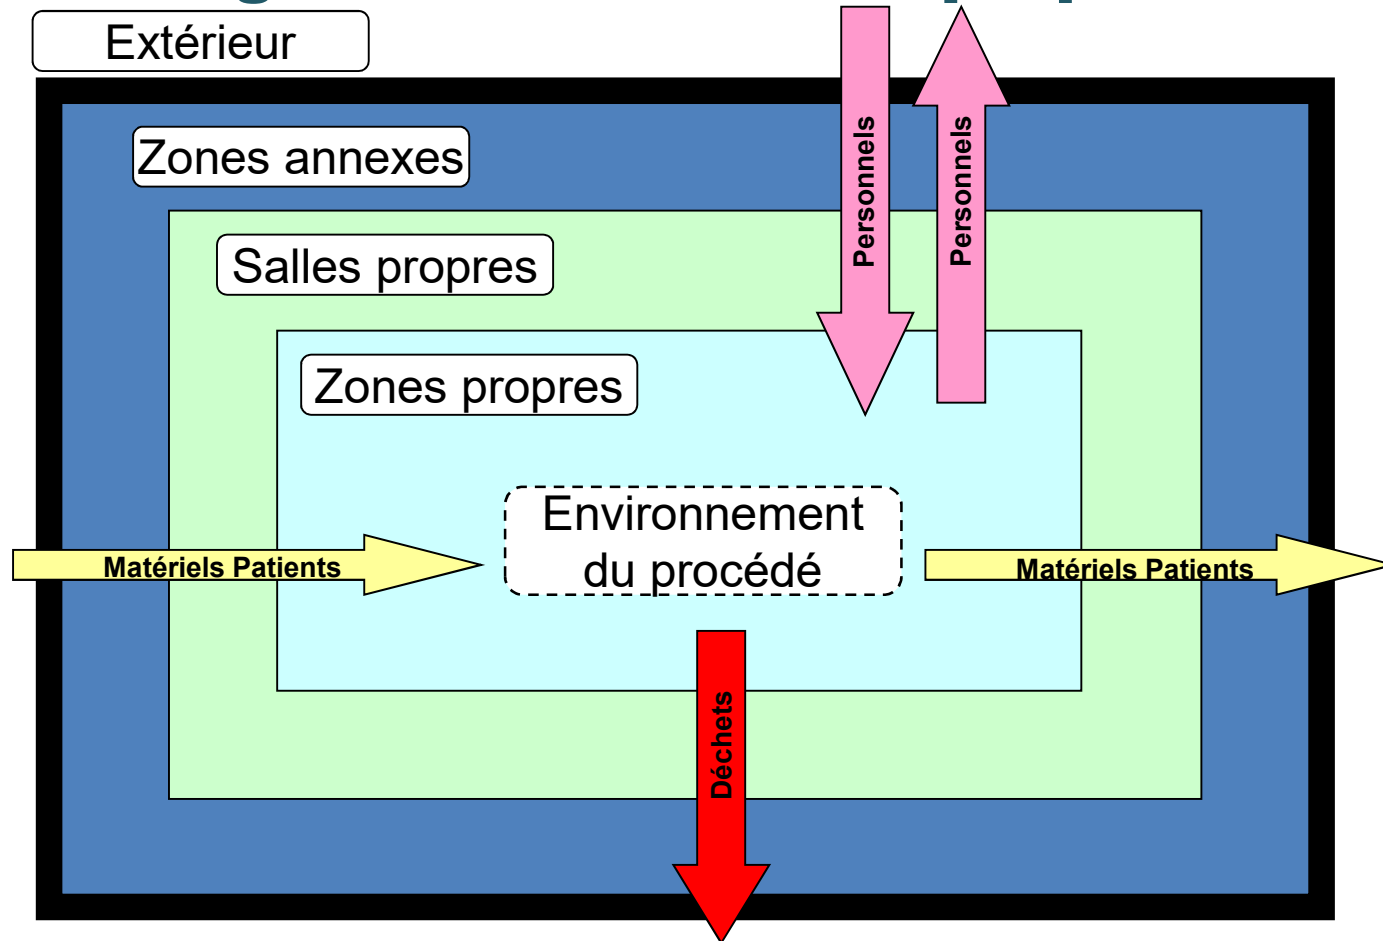 Extérieur
Zones annexes
Personnels
Personnels
Salles propres
Zones propres
Environnement
du procédé
Matériels Patients
Matériels Patients
Déchets